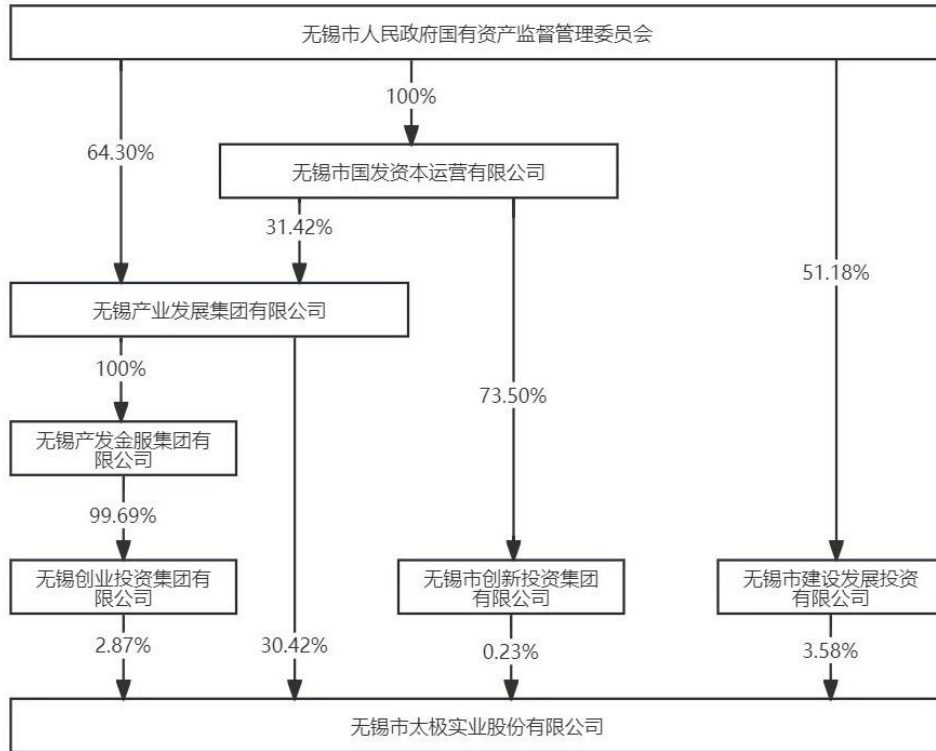 无锡市人民政府国有资产监督管理委员会
100%
64.30%
无锡市国发资本运营有限公司
31.42%
51.18%
无锡产业发展集团有限公司
100%
73.50%
无锡产发金服集团有
限公司
99.69%
无锡创业投资集团有
限公司
无锡市创新投资集团
有限公司
无锡市建设发展投资
有限公司
2.87%
30.42%
0.23%
3.58%
无锡市太极实业股份有限公司